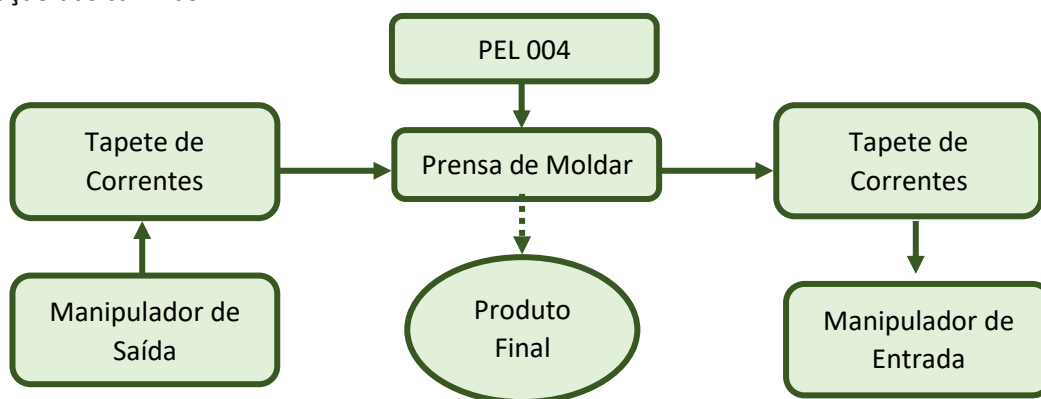 PEL 004
Tapete de
Correntes
Prensa de Moldar
Tapete de
Correntes
Manipulador de
Saída
Produto
Final
Manipulador de
Entrada